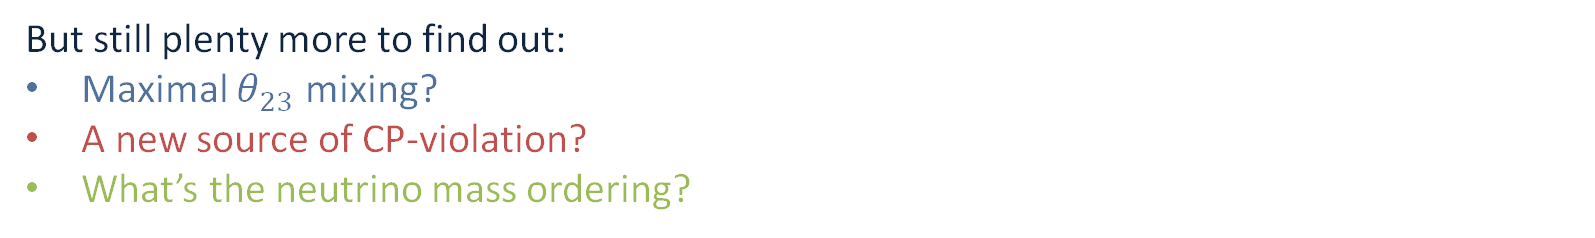 But still plenty more to find out:
• Maximal θ₂₃ mixing?
• A new source of CP-violation?
• What’s the neutrino mass ordering?